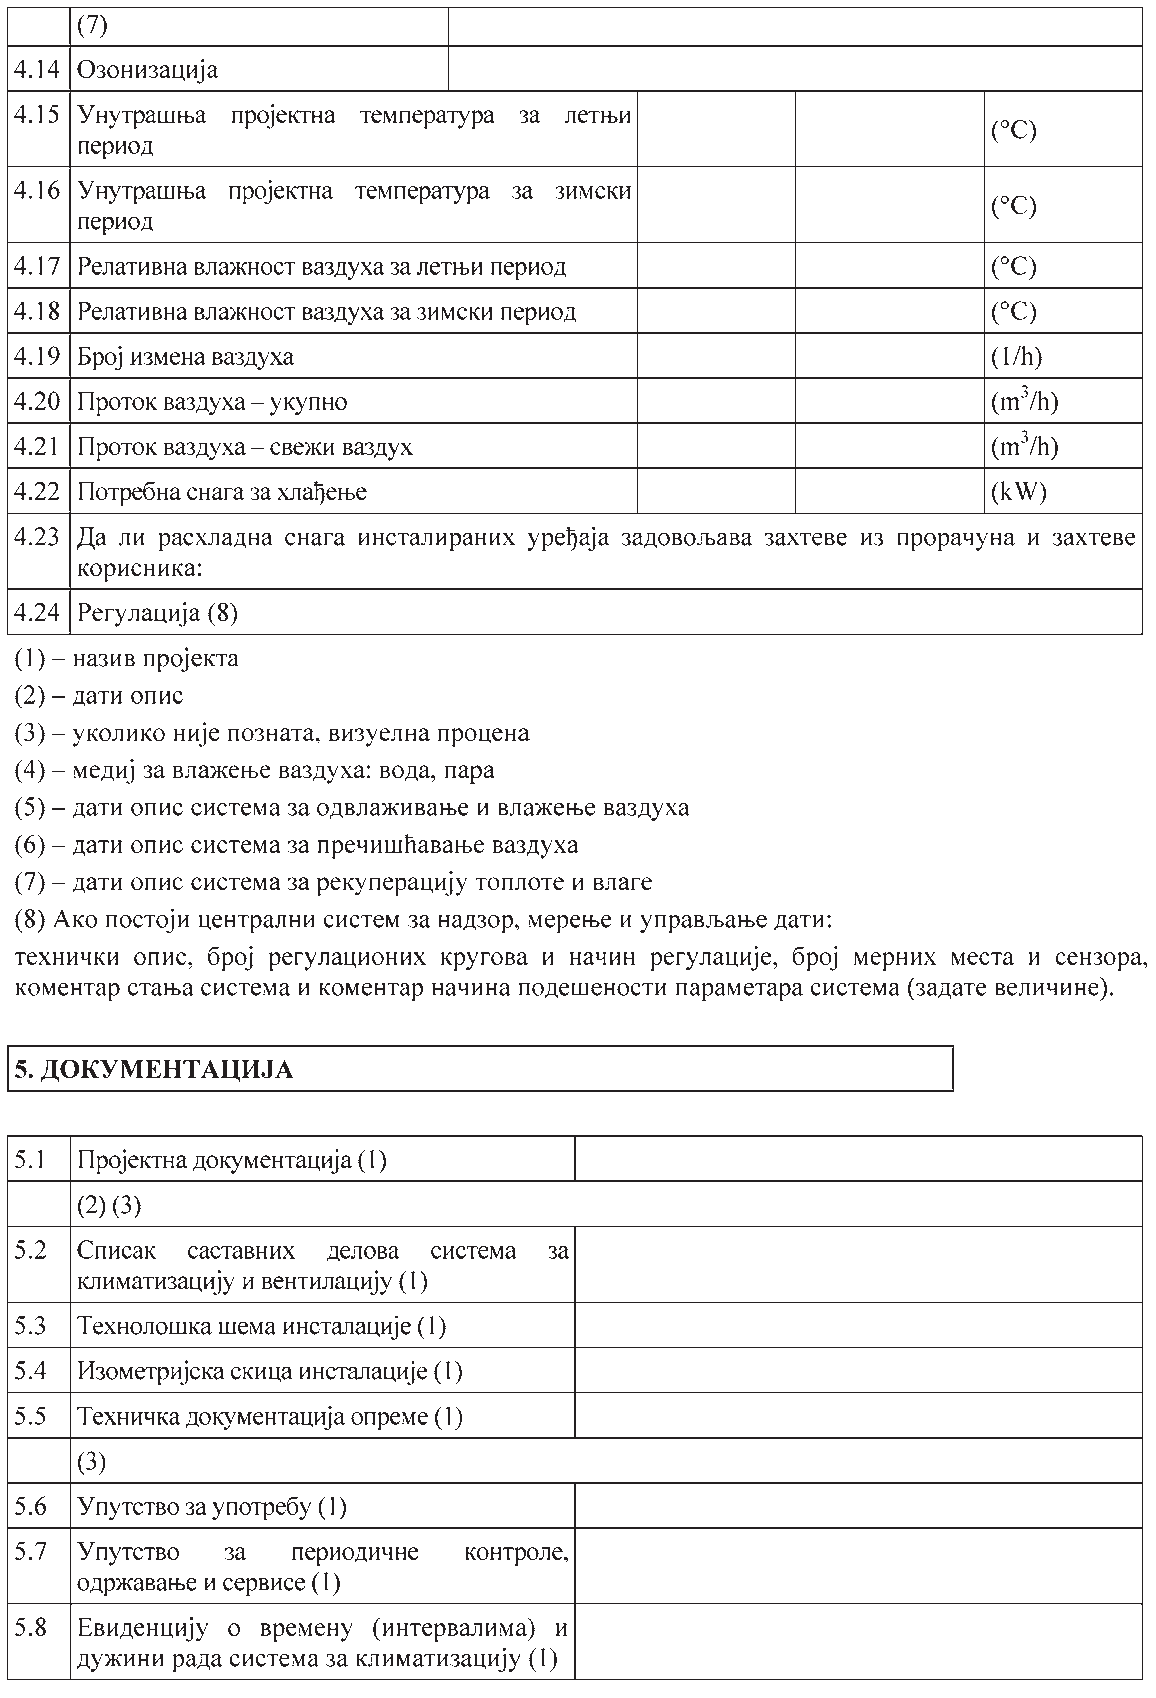 (7)
4.14 Озонизација
4.15 Унутрашња пројектна температура за летњи
период
(°C)
4.16 Унутрашња пројектна температура за зимски
период
(°C)
4.17 Релативна влажност ваздуха за летњи период (°C)
4.18 Релативна влажност ваздуха за зимски период (°C)
4.19 Број измена ваздуха (1/h)
4.20 Проток ваздуха – укупно (m³/h)
4.21 Проток ваздуха – свежи ваздух (m³/h)
4.22 Потребна снага за хлађење (kW)
4.23 Да ли расхладна снага инсталираних уређаја задовољава захтеве из прорачуна и захтеве
корисника:
4.24 Регулација (8)
(1) – назив пројекта
(2) – дати опис
(3) – уколико није позната, визуелна процена
(4) – медиј за влажење ваздуха: вода, пара
(5) – дати опис система за одвлаживање и влажење ваздуха
(6) – дати опис система за пречишћавање ваздуха
(7) – дати опис система за рекуперацију топлоте и влаге
(8) Ако постоји централни систем за надзор, мерење и управљање дати:
технички опис, број регулационих кругова и начин регулације, број мерних места и сензора,
коментар стања система и коментар начина подешености параметара система (задате величине).
5. ДОКУМЕНТАЦИЈА
5.1 Пројектна документација (1)
(2) (3)
5.2 Списак саставних делова система за
климатизацију и вентилацију (1)
5.3 Технолошка шема инсталације (1)
5.4 Изометријска скица инсталације (1)
5.5 Техничка документација опреме (1)
(3)
5.6 Упутство за употребу (1)
5.7 Упутство за периодичне контроле,
одржавање и сервисе (1)
5.8 Евиденцију о времену (интервалима) и
дужини рада система за климатизацију (1)